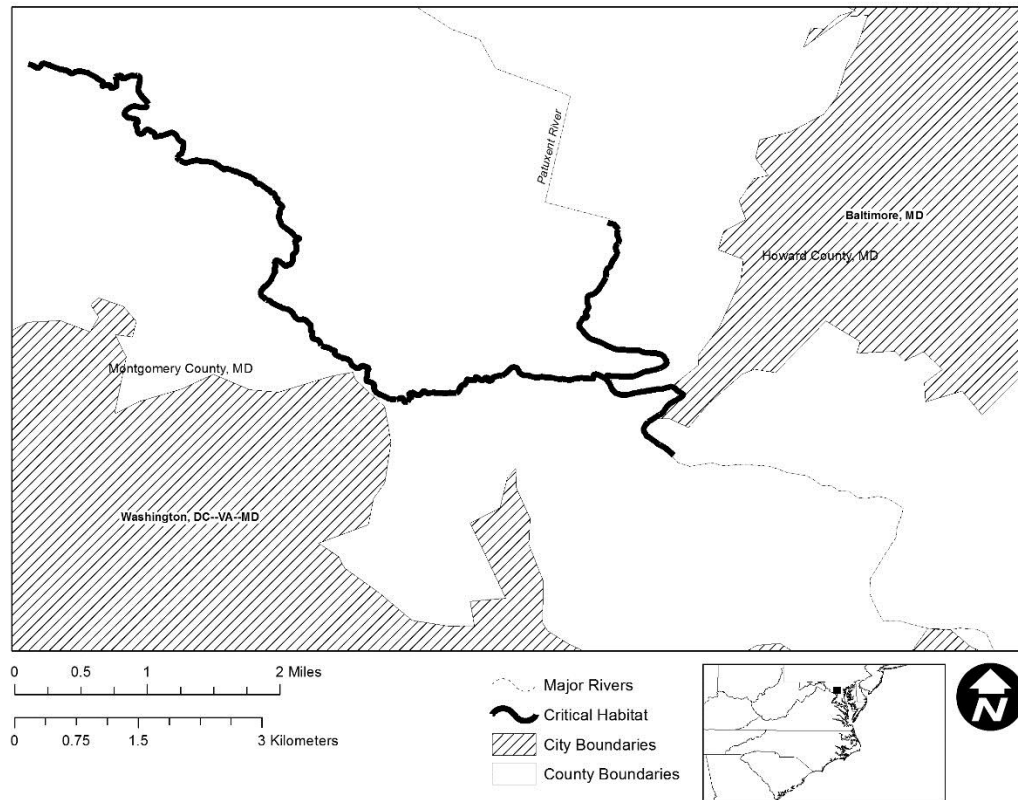 Patuxent River
Baltimore, MD
Howard County, MD
Montgomery County, MD
Washington, DC--VA--MD
0 0.5 1 2 Miles
0 0.75 1.5 3 Kilometers
Major Rivers
Critical Habitat
City Boundaries
County Boundaries
N